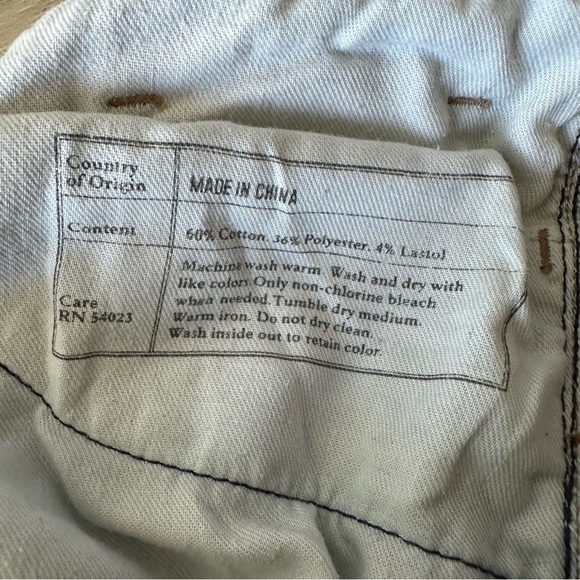 Country
of Origin
MADE IN CHINA
Content
60% Cotton, 36% Polyester, 4% Lastol
Care
RN 54023
Machine wash warm. Wash and dry with
like colors. Only non-chlorine bleach
when needed. Tumble dry medium.
Warm iron. Do not dry clean.
Wash inside out to retain color.